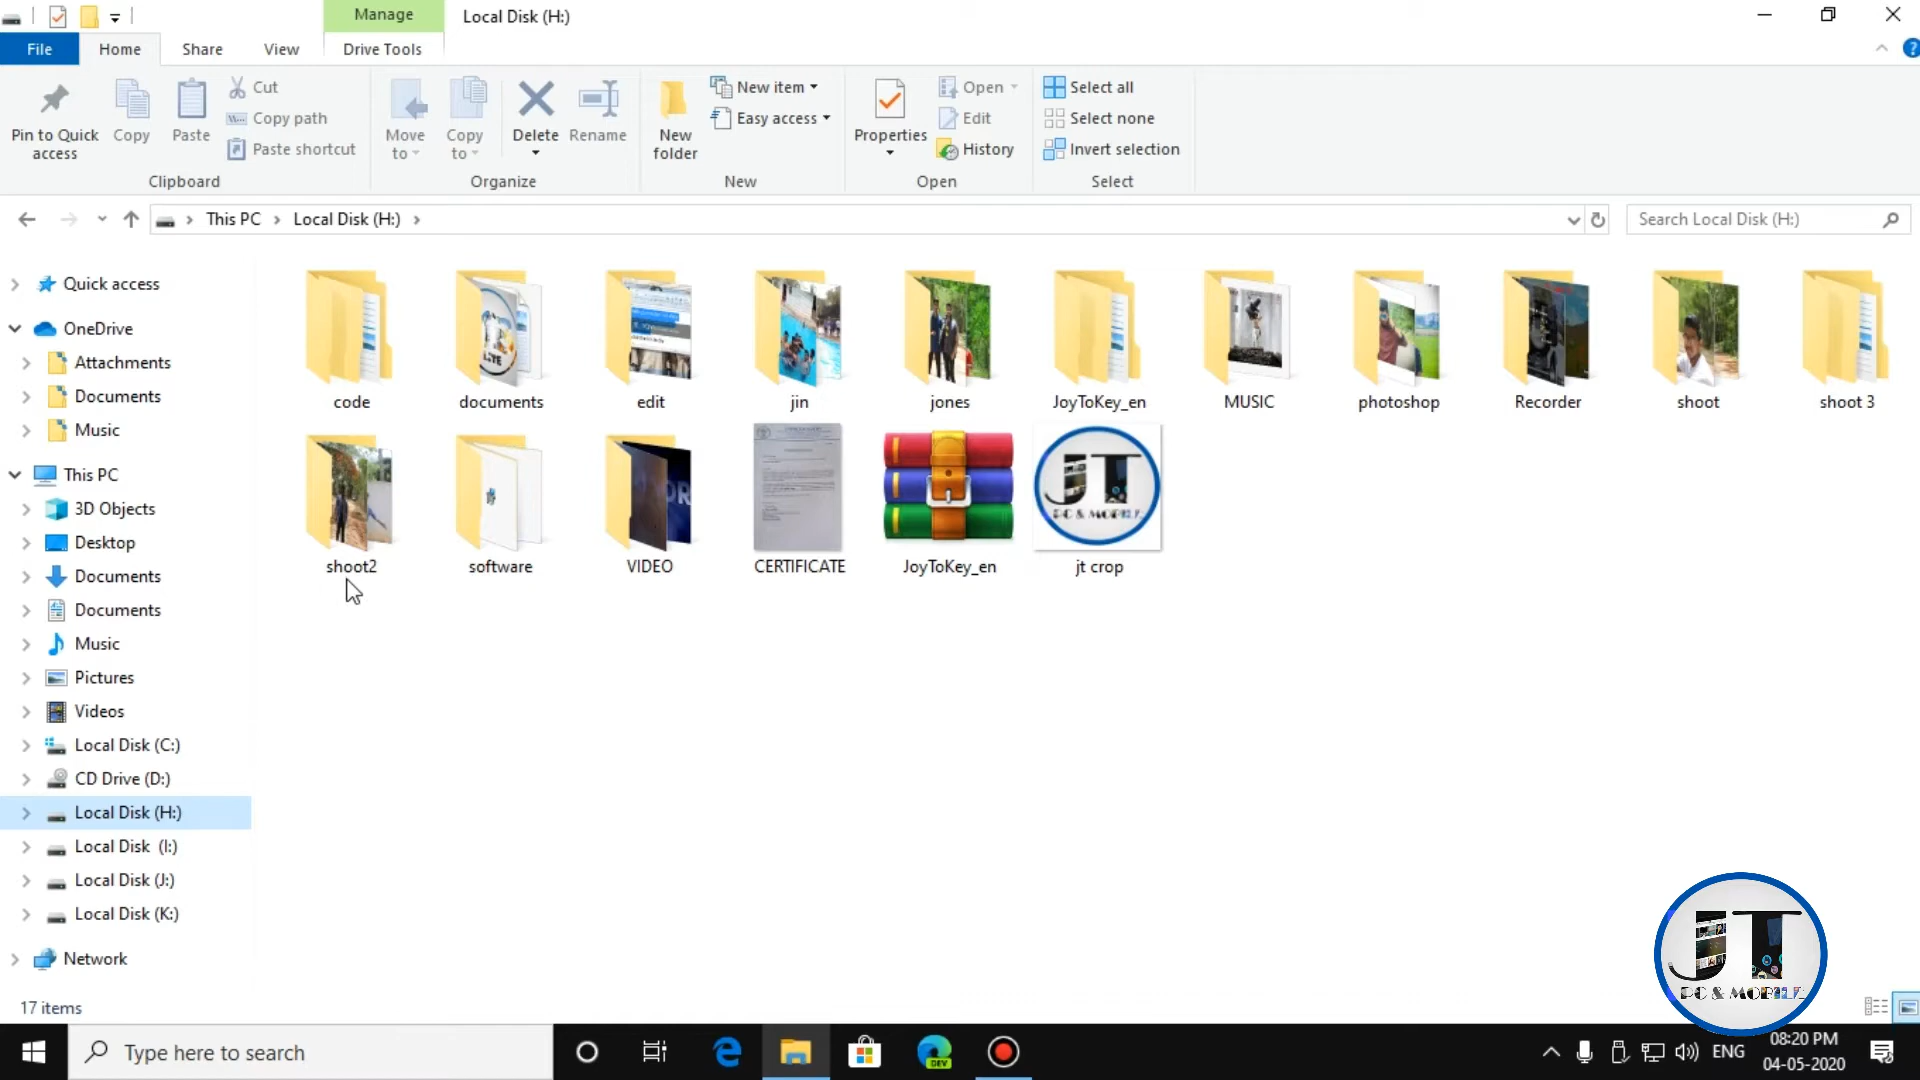 Manage
Local Disk (H:)
File
Home
Share
View
Drive Tools
Pin to Quick access
Copy
Paste
Cut
Copy path
Paste shortcut
Clipboard
Move to
Copy to
Delete
Rename
Organize
New folder
New item
Easy access
New
Properties
Open
Edit
History
Open
Select all
Select none
Invert selection
Select
This PC
Local Disk (H:)
Search Local Disk (H:)
Quick access
OneDrive
Attachments
Documents
Music
This PC
3D Objects
Desktop
Documents
Documents
Music
Pictures
Videos
Local Disk (C:)
CD Drive (D:)
Local Disk (H:)
Local Disk (I:)
Local Disk (J:)
Local Disk (K:)
Network
code
documents
edit
jin
jones
JoyToKey_en
MUSIC
photoshop
Recorder
shoot
shoot 3
shoot2
software
VIDEO
CERTIFICATE
JoyToKey_en
jt crop
JT
PC & MOBILE
JT
PC & MOBILE
17 items
Type here to search
DEV
ENG
08:20 PM
04-05-2020